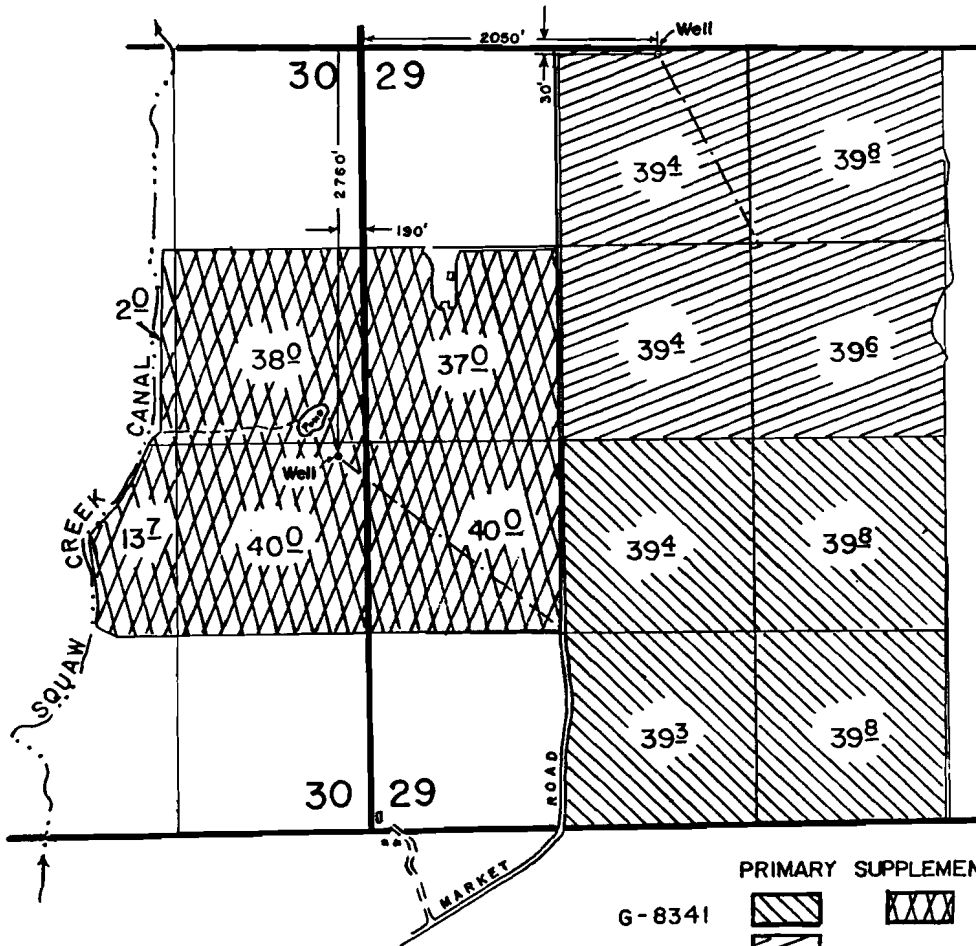 2050'
Well
30 29
30'
39 4
39 8
2760'
190'
2 0
38 0
37 0
39 4
39 6
Pond
CANAL
Well
CREEK
13 7
40 0
40 0
39 4
39 8
SQUAW
39 3
39 8
ROAD
30 29
MARKET
PRIMARY SUPPLEMEN
G-8341